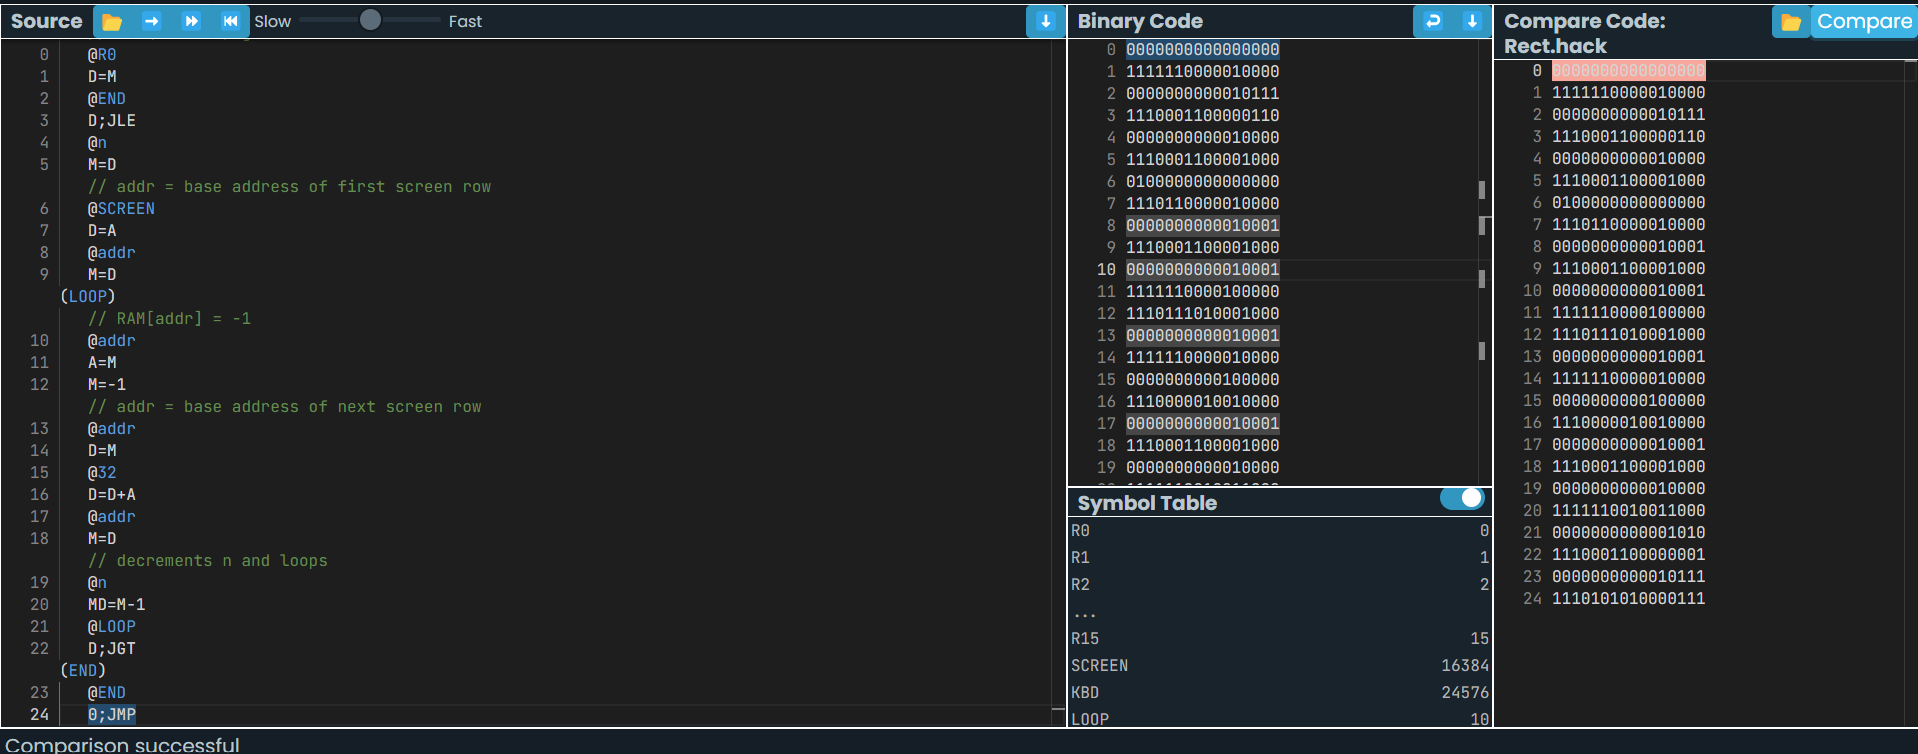 Source
Slow
Fast
0 @R0
1 D=M
2 @END
3 D;JLE
4 @n
5 M=D
// addr = base address of first screen row
6 @SCREEN
7 D=A
8 @addr
9 M=D
(LOOP)
// RAM[addr] = -1
10 @addr
11 A=M
12 M=-1
// addr = base address of next screen row
13 @addr
14 D=M
15 @32
16 D=D+A
17 @addr
18 M=D
// decrements n and loops
19 @n
20 MD=M-1
21 @LOOP
22 D;JGT
(END)
23 @END
24 0;JMP
Binary Code
0 0000000000000000
1 1111110000010000
2 0000000000010111
3 1110001100000110
4 0000000000010000
5 1110001100001000
6 0100000000000000
7 1110110000010000
8 0000000000010001
9 1110001100001000
10 0000000000010001
11 1111110000100000
12 1110111010001000
13 0000000000010001
14 1111110000010000
15 0000000000100000
16 1110000010010000
17 0000000000010001
18 1110001100001000
19 0000000000010000
Symbol Table
R0 0
R1 1
R2 2
...
R15 15
SCREEN 16384
KBD 24576
LOOP 10
Compare Code:
Rect.hack
Compare
0 0000000000000000
1 1111110000010000
2 0000000000010111
3 1110001100000110
4 0000000000010000
5 1110001100001000
6 0100000000000000
7 1110110000010000
8 0000000000010001
9 1110001100001000
10 0000000000010001
11 1111110000100000
12 1110111010001000
13 0000000000010001
14 1111110000010000
15 0000000000100000
16 1110000010010000
17 0000000000010001
18 1110001100001000
19 0000000000010000
20 1111110010011000
21 0000000000001010
22 1110001100000001
23 0000000000010111
24 1110101010000111
Comparison successful